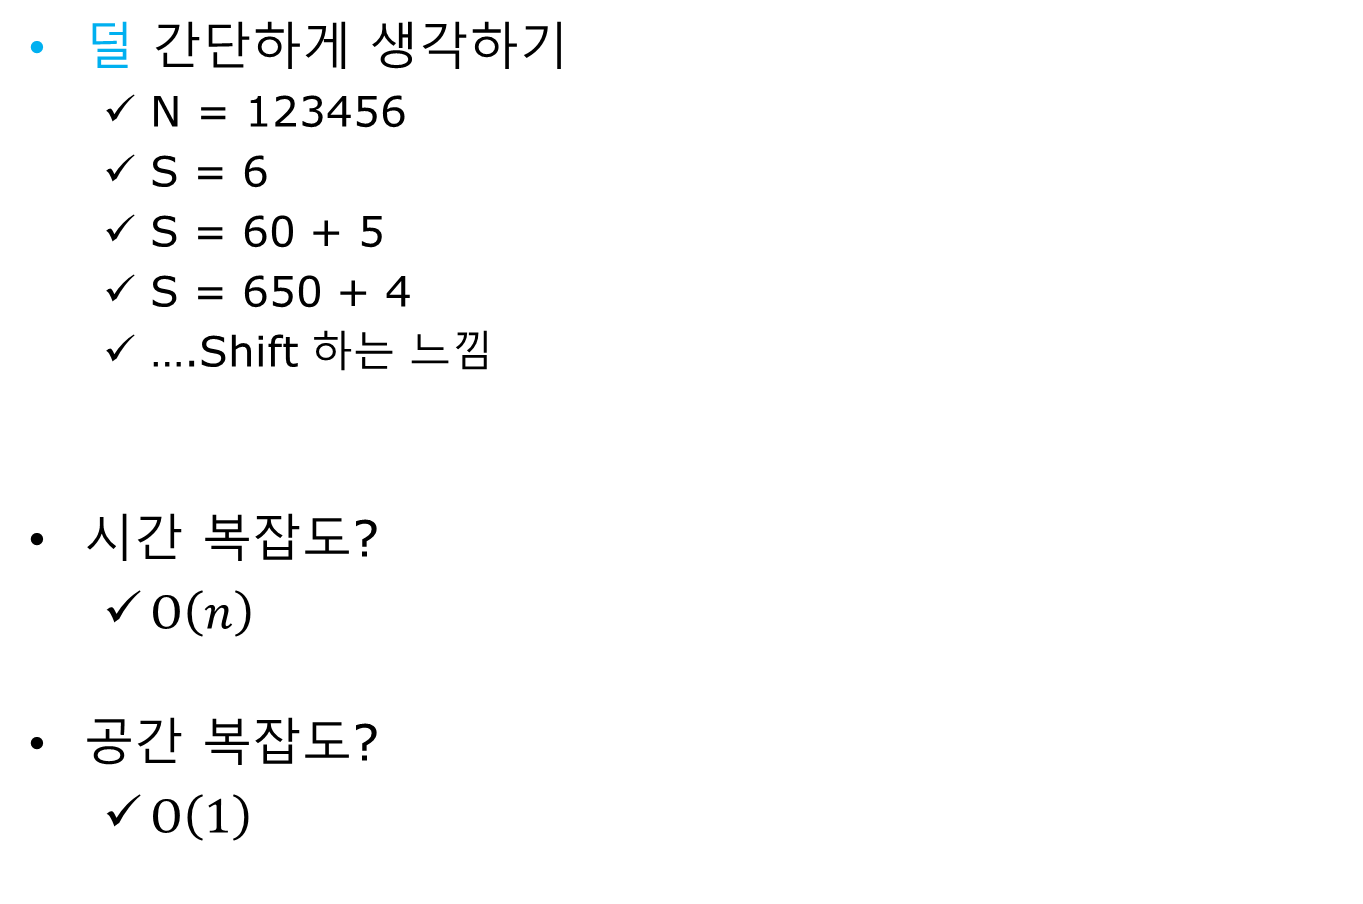 • 덜 간단하게 생각하기
✓ N = 123456
✓ S = 6
✓ S = 60 + 5
✓ S = 650 + 4
✓ ….Shift 하는 느낌
• 시간 복잡도?
✓ O(n)
• 공간 복잡도?
✓ O(1)